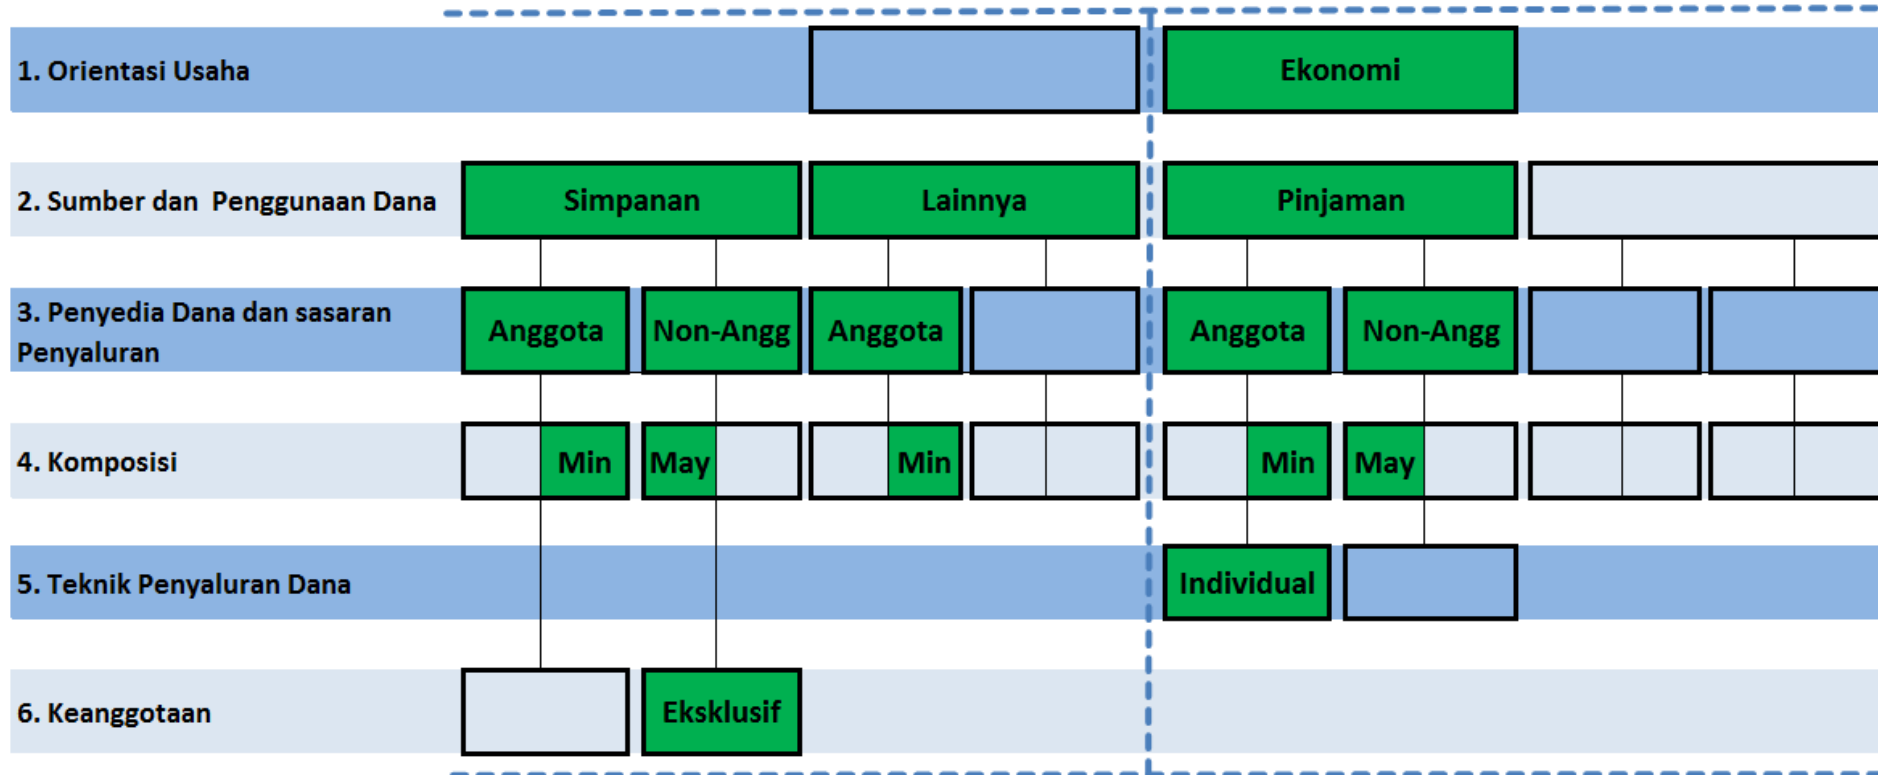 1. Orientasi Usaha
Ekonomi
2. Sumber dan Penggunaan Dana
Simpanan
Lainnya
Pinjaman
3. Penyedia Dana dan sasaran
Penyaluran
Anggota
Non-Angg
Anggota
Anggota
Non-Angg
4. Komposisi
Min
May
Min
Min
May
5. Teknik Penyaluran Dana
Individual
6. Keanggotaan
Eksklusif